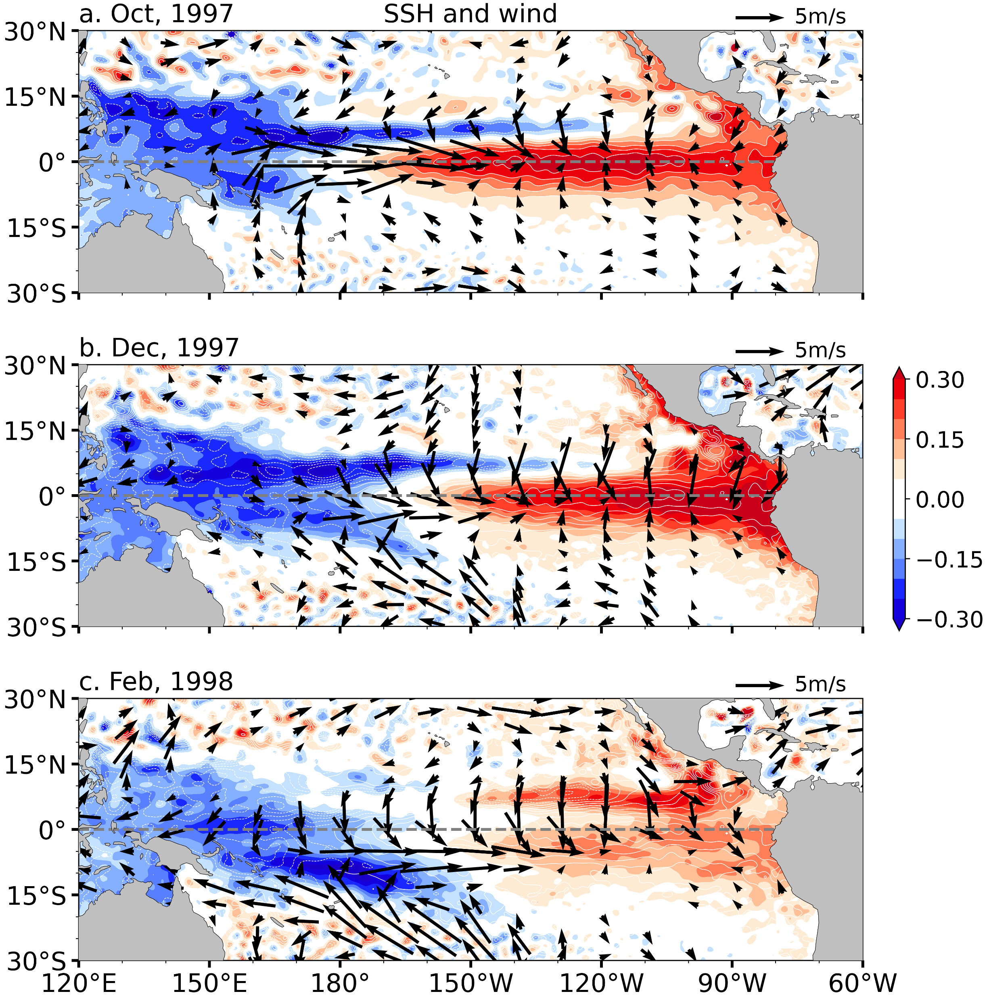 a. Oct, 1997 SSH and wind 5m/s
30°N
15°N
0°
15°S
30°S
b. Dec, 1997 5m/s
30°N
15°N
0°
15°S
30°S
0.30
0.15
0.00
−0.15
−0.30
c. Feb, 1998 5m/s
30°N
15°N
0°
15°S
30°S
120°E 150°E 180° 150°W 120°W 90°W 60°W